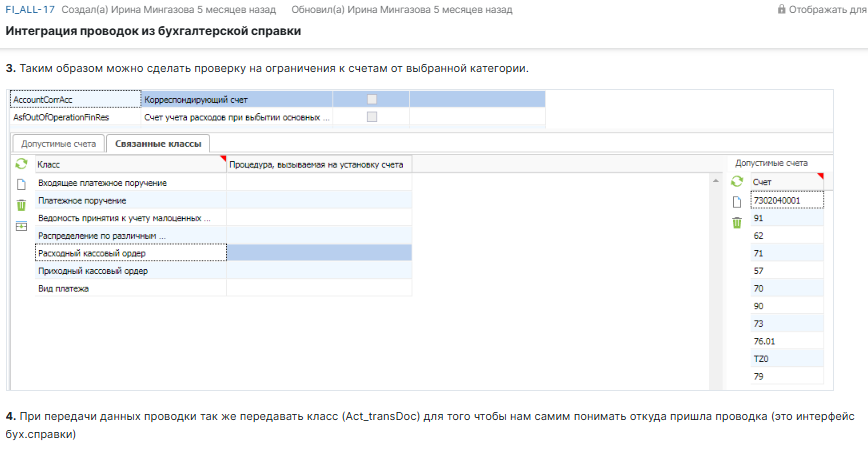 FI_ALL-17 Создал(а) Ирина Мингазова 5 месяцев назад Обновил(а) Ирина Мингазова 5 месяцев назад Отображать для
Интеграция проводок из бухгалтерской справки
3. Таким образом можно сделать проверку на ограничения к счетам от выбранной категории.
AccountCorrAcc Корреспондирующий счет
AsfOutOfOperationFinRes Счет учета расходов при выбытии основных ...
Допустимые счета Связанные классы
Класс Процедура, вызываемая на установку счета
Входящее платежное поручение
Платежное поручение
Ведомость принятия к учету малоценных ...
Распределение по различным ...
Расходный кассовый ордер
Приходный кассовый ордер
Вид платежа
Допустимые счета
Счет
7302040001
91
62
71
57
70
90
73
76.01
TZ0
79
4. При передачи данных проводки так же передавать класс (Act_transDoc) для того чтобы нам самим понимать откуда пришла проводка (это интерфейс
бух.справки)